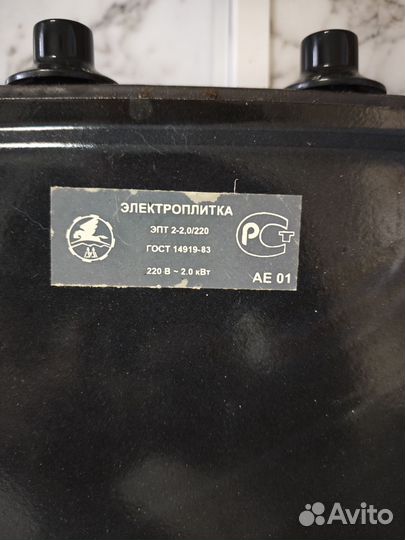 ЭЛЕКТРОПЛИТКА
ЭПТ 2-2,0/220
ГОСТ 14919-83
220 В ~ 2.0 кВт
РСТ
АЕ 01
Avito